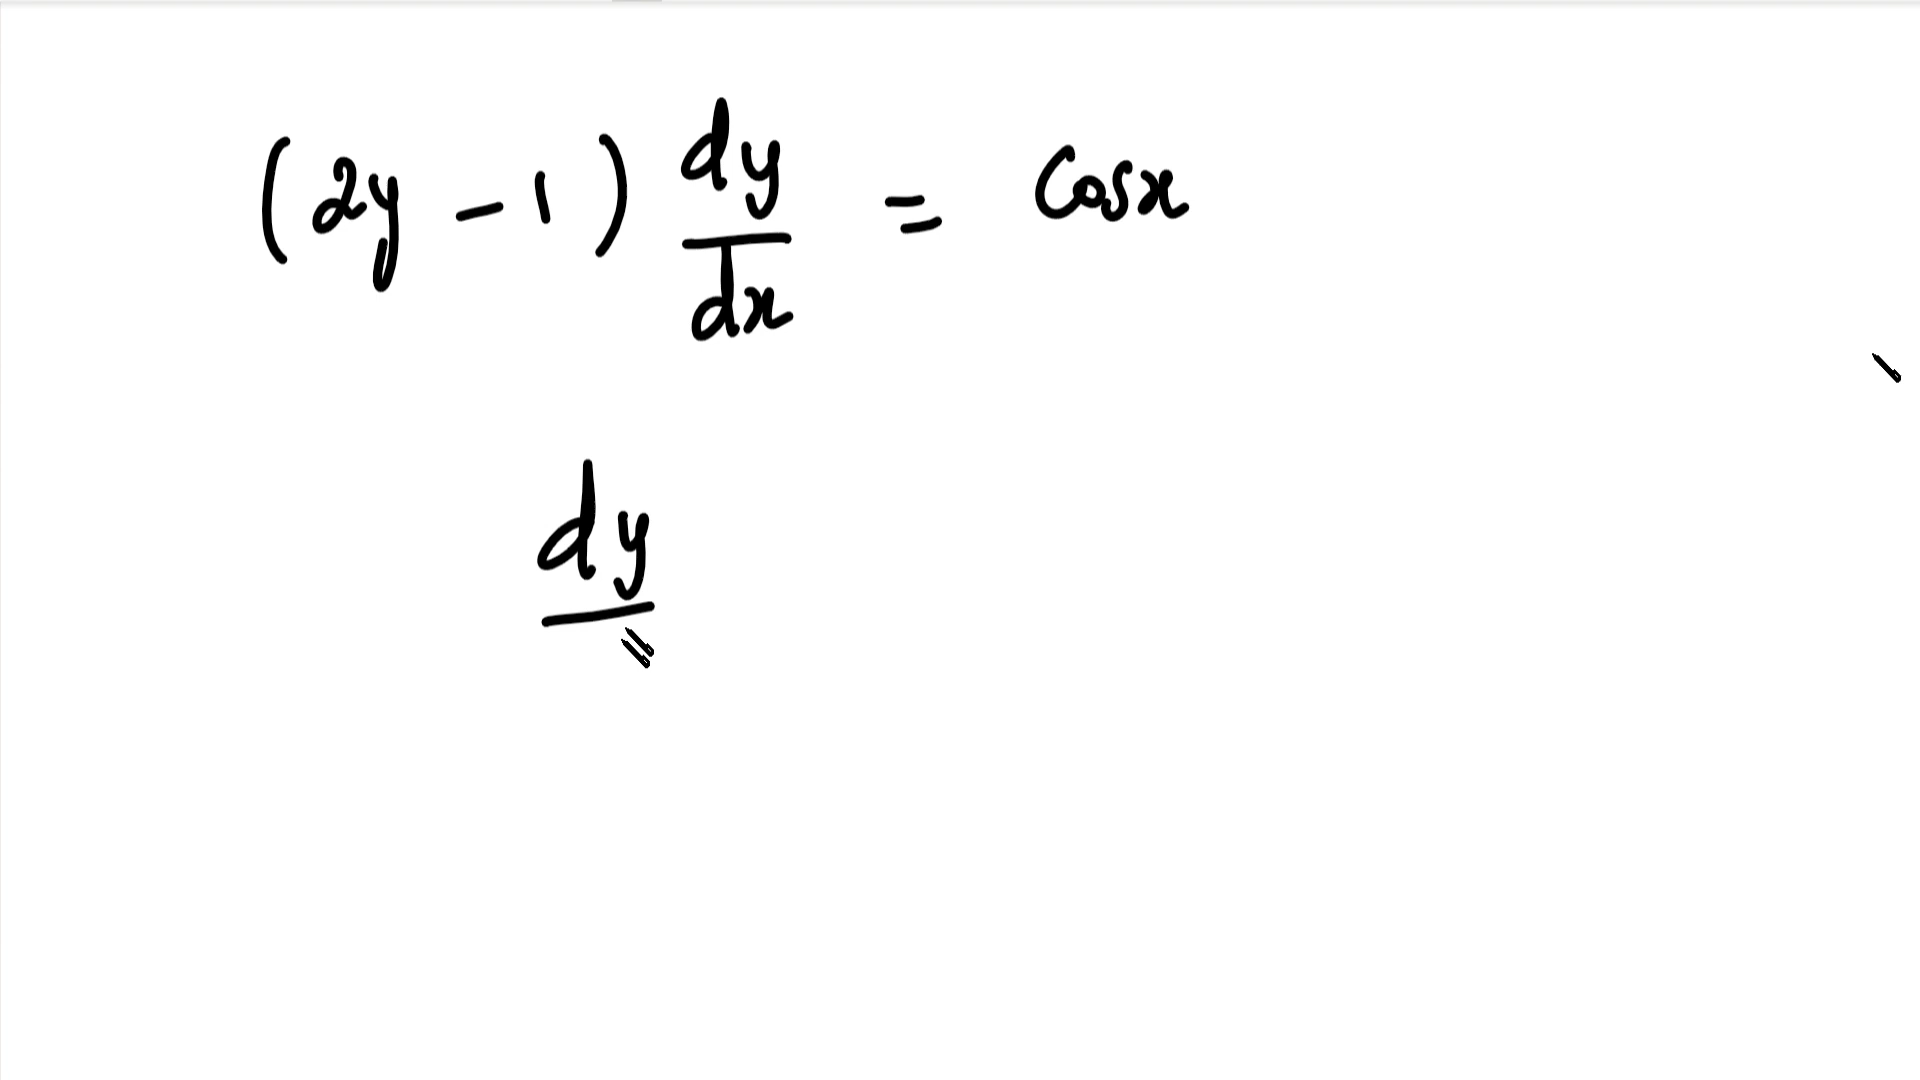 (2y - 1) dy/dx = Cosx
dy